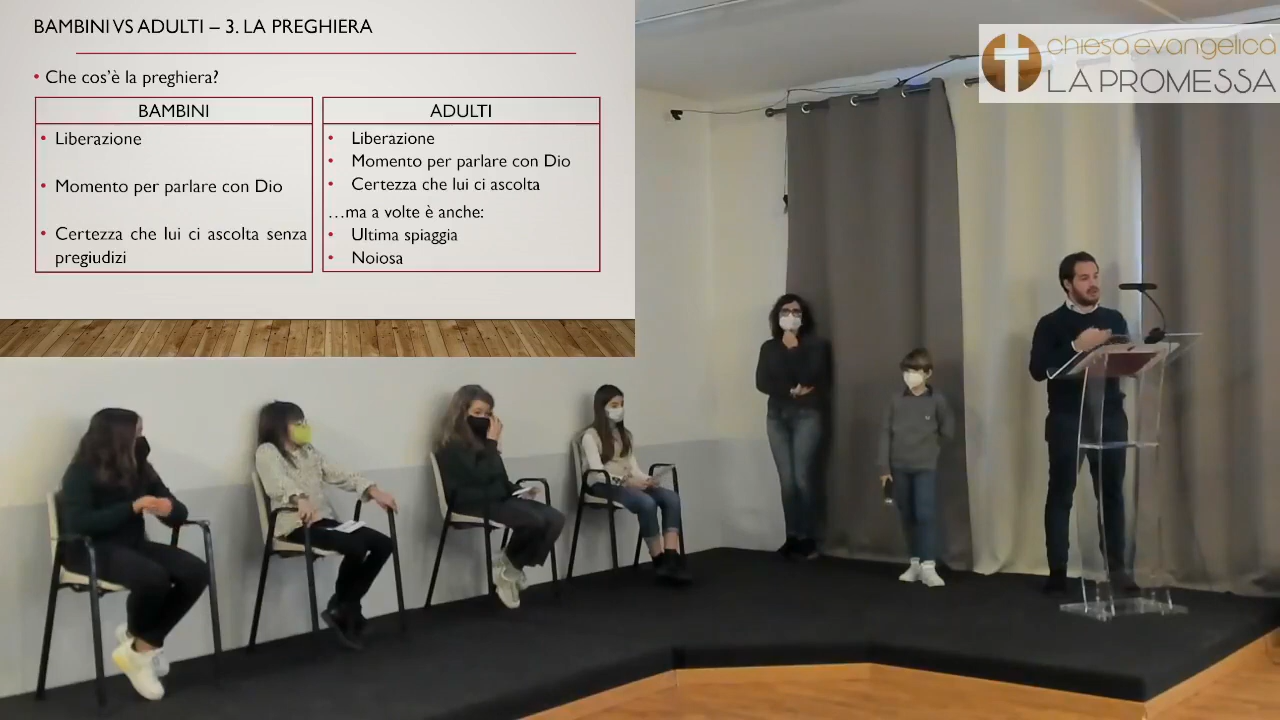 BAMBINI VS ADULTI – 3. LA PREGHIERA
• Che cos'è la preghiera?
BAMBINI
• Liberazione
• Momento per parlare con Dio
• Certezza che lui ci ascolta senza
pregiudizi
ADULTI
• Liberazione
• Momento per parlare con Dio
• Certezza che lui ci ascolta
…ma a volte è anche:
• Ultima spiaggia
• Noiosa
chiesa evangelica
LA PROMESSA